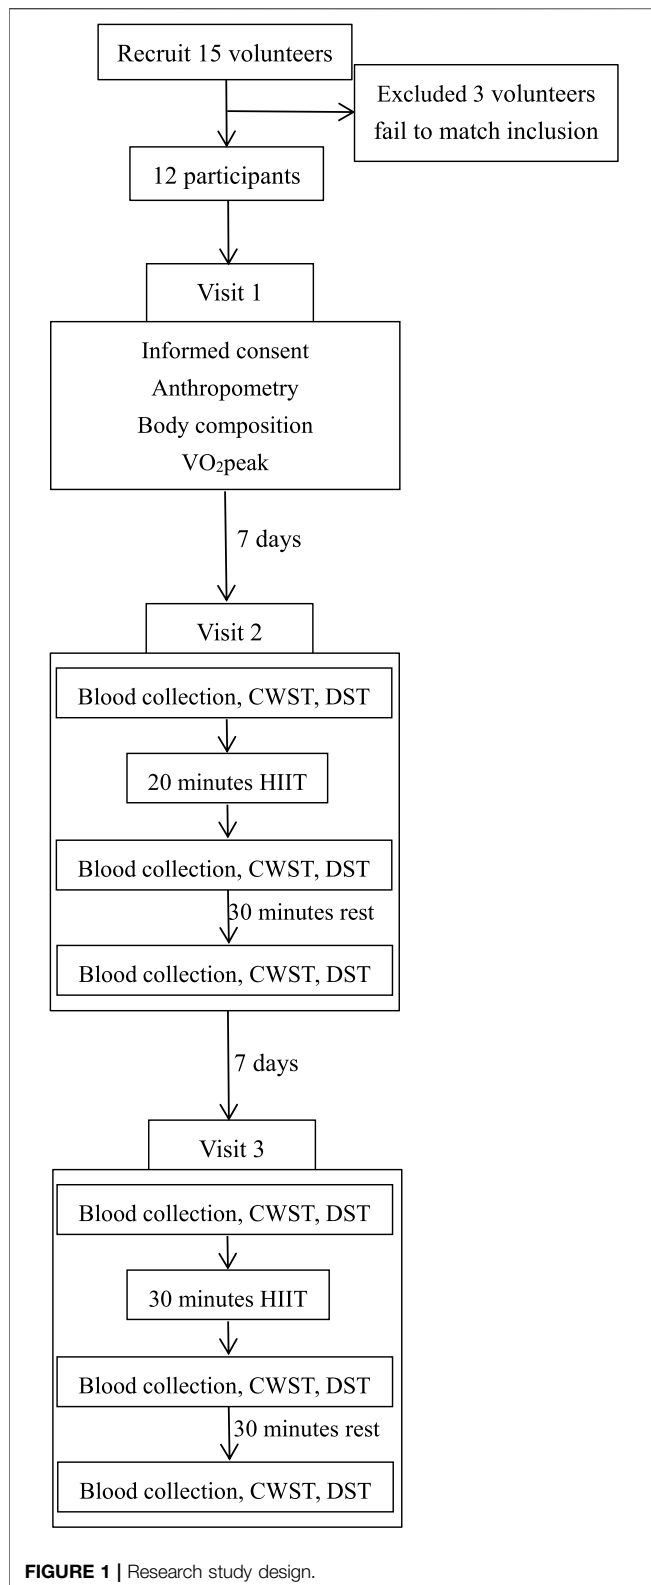 Recruit 15 volunteers
Excluded 3 volunteers
fail to match inclusion
12 participants
Visit 1
Informed consent
Anthropometry
Body composition
VO₂peak
7 days
Visit 2
Blood collection, CWST, DST
20 minutes HIIT
Blood collection, CWST, DST
30 minutes rest
Blood collection, CWST, DST
7 days
Visit 3
Blood collection, CWST, DST
30 minutes HIIT
Blood collection, CWST, DST
30 minutes rest
Blood collection, CWST, DST
FIGURE 1 | Research study design.